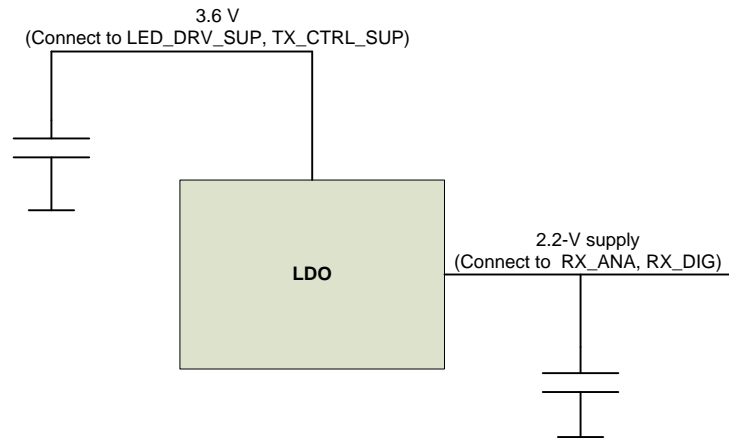 3.6 V
(Connect to LED_DRV_SUP, TX_CTRL_SUP)
LDO
2.2-V supply
(Connect to RX_ANA, RX_DIG)